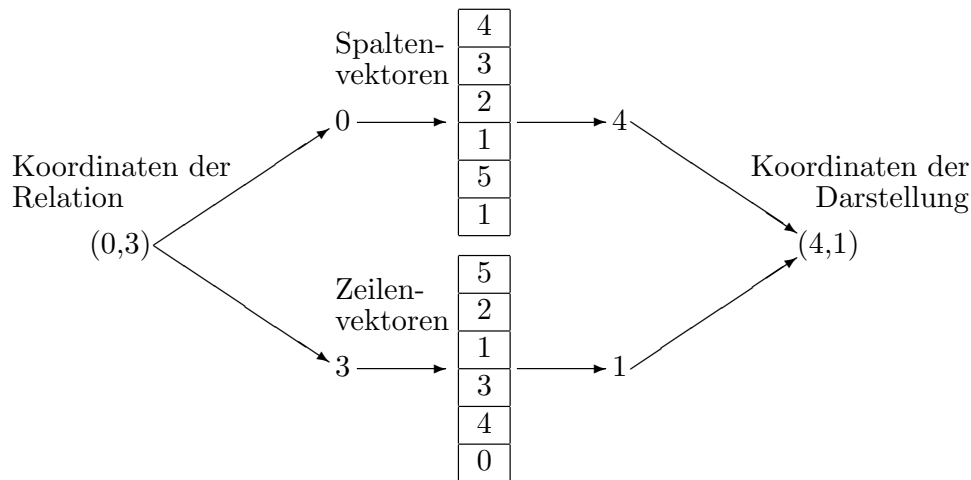 Spalten-
vektoren
4
3
2
1
5
1
0
4
Koordinaten der
Relation
(0,3)
Koordinaten der
Darstellung
(4,1)
Zeilen-
vektoren
5
2
1
3
4
0
3
1